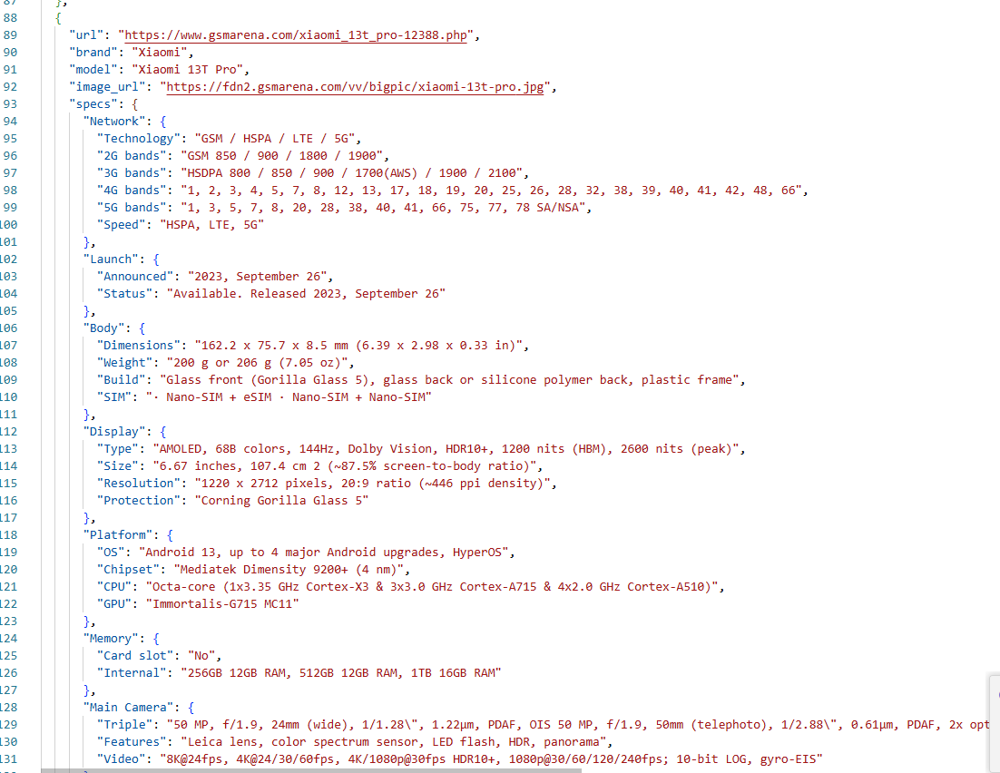 87 },
88 {
89 "url": "https://www.gsmarena.com/xiaomi_13t_pro-12388.php",
90 "brand": "Xiaomi",
91 "model": "Xiaomi 13T Pro",
92 "image_url": "https://fdn2.gsmarena.com/vv/bigpic/xiaomi-13t-pro.jpg",
93 "specs": {
94 "Network": {
95 "Technology": "GSM / HSPA / LTE / 5G",
96 "2G bands": "GSM 850 / 900 / 1800 / 1900",
97 "3G bands": "HSDPA 800 / 850 / 900 / 1700(AWS) / 1900 / 2100",
98 "4G bands": "1, 2, 3, 4, 5, 7, 8, 12, 13, 17, 18, 19, 20, 25, 26, 28, 32, 38, 39, 40, 41, 42, 48, 66",
99 "5G bands": "1, 3, 5, 7, 8, 20, 28, 38, 40, 41, 66, 75, 77, 78 SA/NSA",
100 "Speed": "HSPA, LTE, 5G"
101 },
102 "Launch": {
103 "Announced": "2023, September 26",
104 "Status": "Available. Released 2023, September 26"
105 },
106 "Body": {
107 "Dimensions": "162.2 x 75.7 x 8.5 mm (6.39 x 2.98 x 0.33 in)",
108 "Weight": "200 g or 206 g (7.05 oz)",
109 "Build": "Glass front (Gorilla Glass 5), glass back or silicone polymer back, plastic frame",
110 "SIM": "· Nano-SIM + eSIM · Nano-SIM + Nano-SIM"
111 },
112 "Display": {
113 "Type": "AMOLED, 68B colors, 144Hz, Dolby Vision, HDR10+, 1200 nits (HBM), 2600 nits (peak)",
114 "Size": "6.67 inches, 107.4 cm 2 (~87.5% screen-to-body ratio)",
115 "Resolution": "1220 x 2712 pixels, 20:9 ratio (~446 ppi density)",
116 "Protection": "Corning Gorilla Glass 5"
117 },
118 "Platform": {
119 "OS": "Android 13, up to 4 major Android upgrades, HyperOS",
120 "Chipset": "Mediatek Dimensity 9200+ (4 nm)",
121 "CPU": "Octa-core (1x3.35 GHz Cortex-X3 & 3x3.0 GHz Cortex-A715 & 4x2.0 GHz Cortex-A510)",
122 "GPU": "Immortalis-G715 MC11"
123 },
124 "Memory": {
125 "Card slot": "No",
126 "Internal": "256GB 12GB RAM, 512GB 12GB RAM, 1TB 16GB RAM"
127 },
128 "Main Camera": {
129 "Triple": "50 MP, f/1.9, 24mm (wide), 1/1.28\", 1.22µm, PDAF, OIS 50 MP, f/1.9, 50mm (telephoto), 1/2.88\", 0.61µm, PDAF, 2x opt
130 "Features": "Leica lens, color spectrum sensor, LED flash, HDR, panorama",
131 "Video": "8K@24fps, 4K@24/30/60fps, 4K/1080p@30fps HDR10+, 1080p@30/60/120/240fps; 10-bit LOG, gyro-EIS"